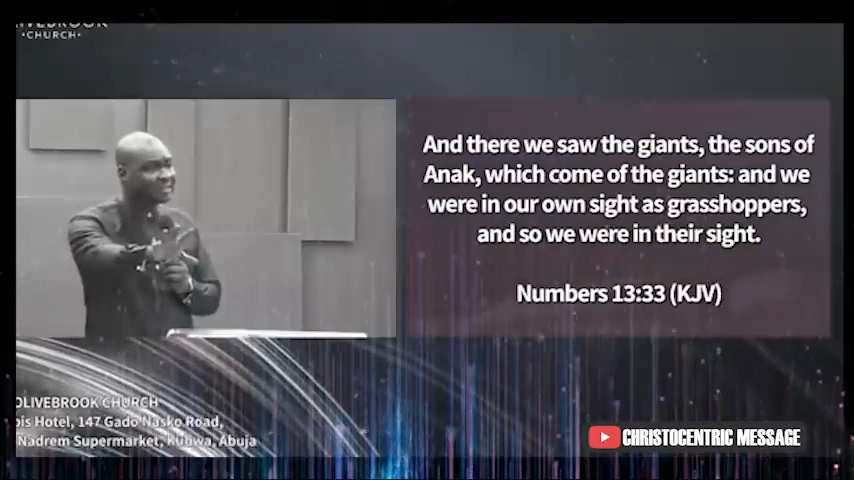 CHURCH
And there we saw the giants, the sons of
Anak, which come of the giants: and we
were in our own sight as grasshoppers,
and so we were in their sight.
Numbers 13:33 (KJV)
OLIVEBROOK CHURCH
Hotel, 147 Gado Nasko Road,
Nadrem Supermarket, Kubwa, Abuja
CHRISTOCENTRIC MESSAGE